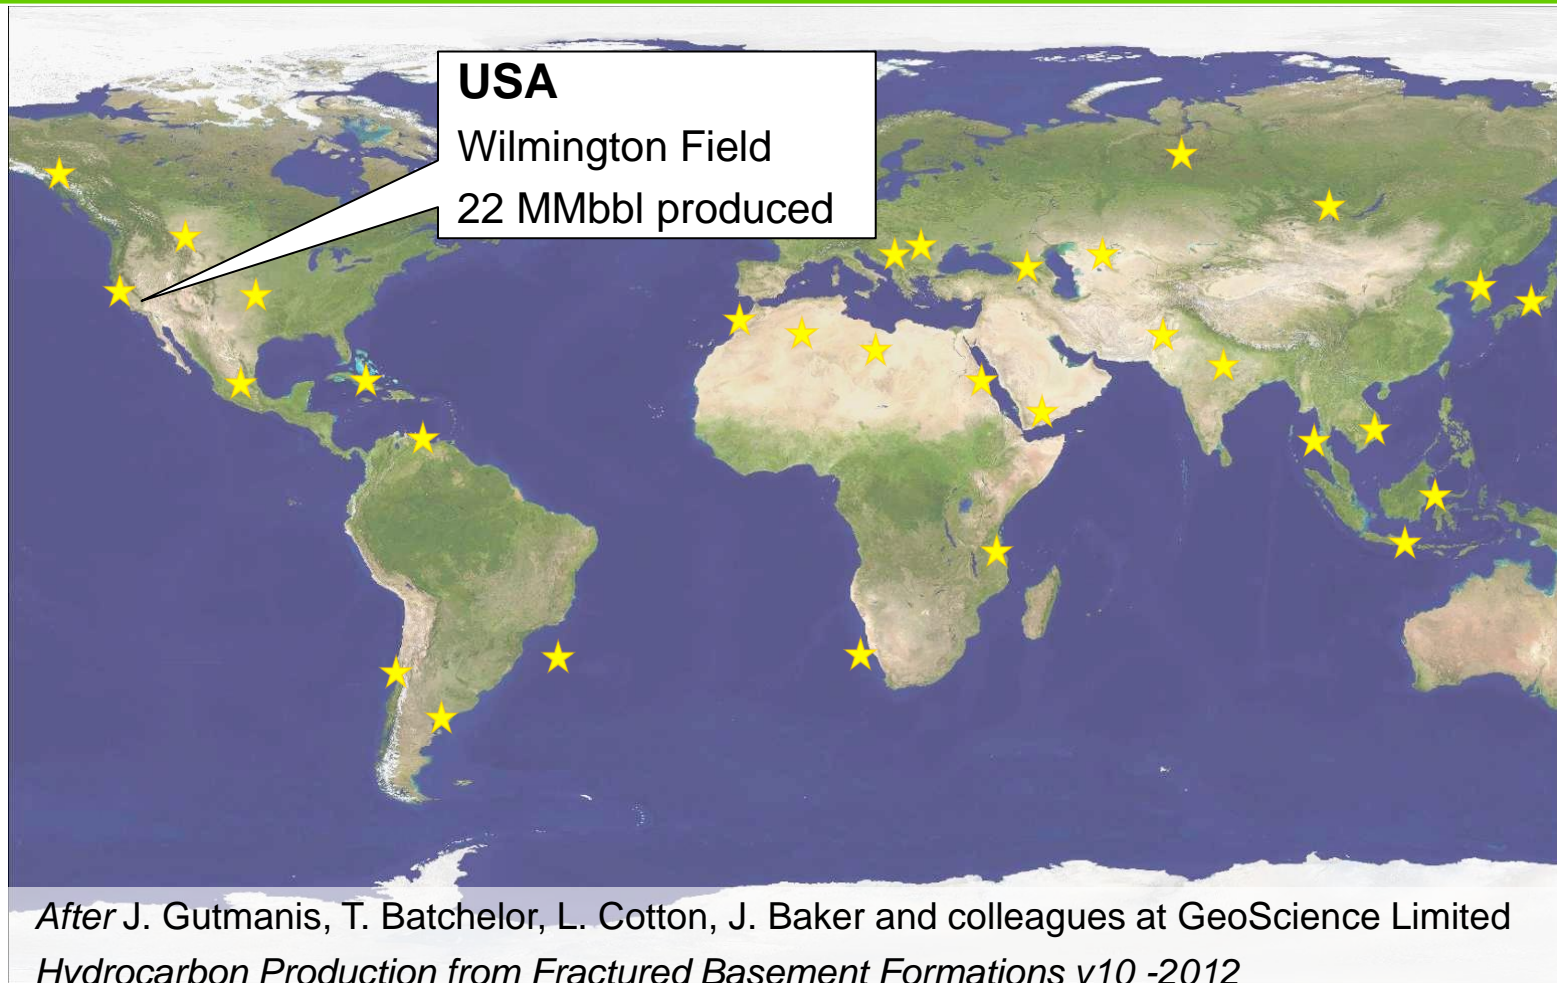 USA
Wilmington Field
22 MMbbl produced
After J. Gutmanis, T. Batchelor, L. Cotton, J. Baker and colleagues at GeoScience Limited
Hydrocarbon Production from Fractured Basement Formations v10 -2012